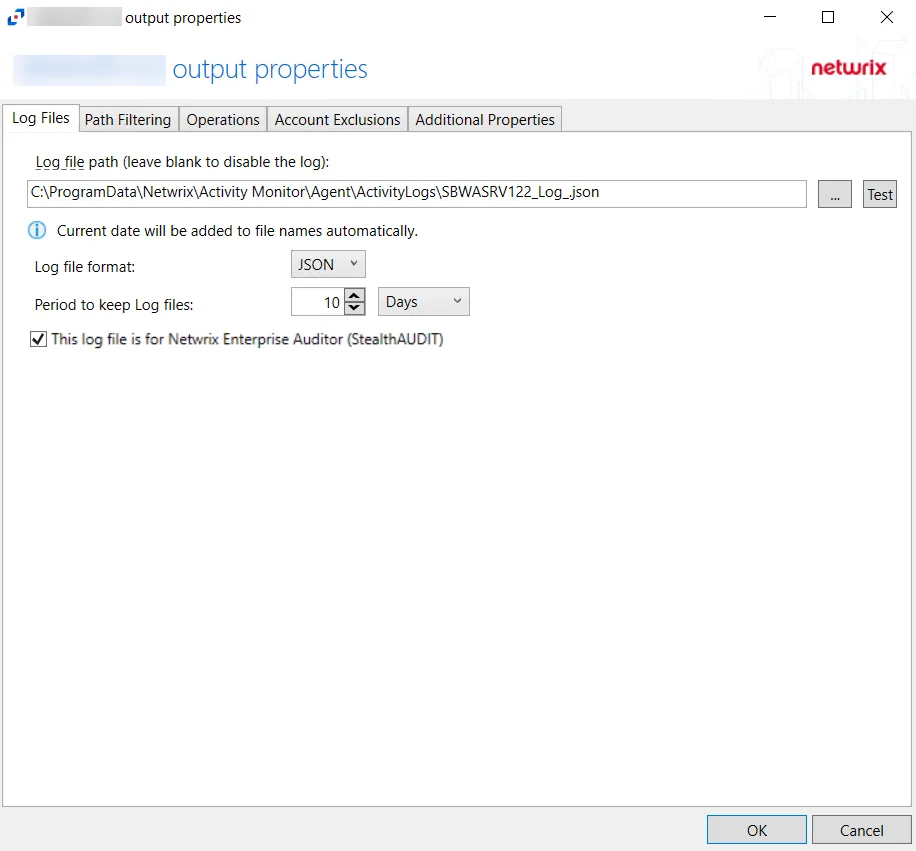 output properties
output properties
netwrix
Log Files Path Filtering Operations Account Exclusions Additional Properties
Log file path (leave blank to disable the log):
C:\ProgramData\Netwrix\Activity Monitor\Agent\ActivityLogs\SBWASRV122_Log_.json ... Test
Current date will be added to file names automatically.
Log file format: JSON
Period to keep Log files: 10 Days
This log file is for Netwrix Enterprise Auditor (StealthAUDIT)
OK Cancel